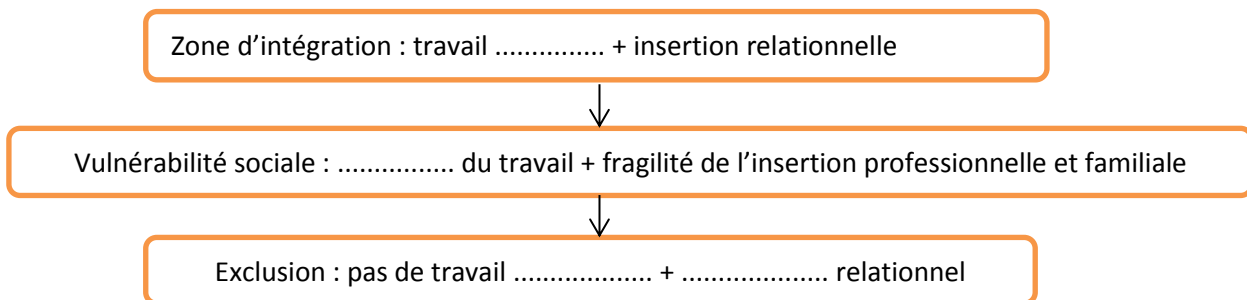 Zone d’intégration : travail ............... + insertion relationnelle
Vulnérabilité sociale : ................ du travail + fragilité de l’insertion professionnelle et familiale
Exclusion : pas de travail ................... + .................... relationnel